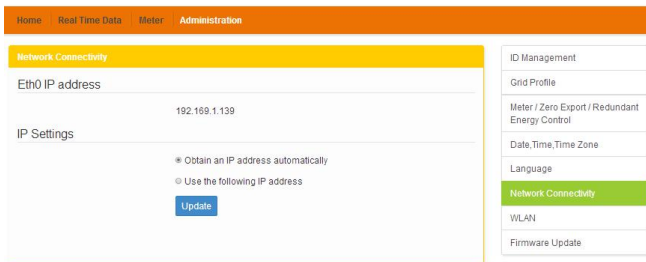 Home Real Time Data Meter Administration
Network Connectivity
Eth0 IP address
192.169.1.139
IP Settings
Obtain an IP address automatically
Use the following IP address
Update
ID Management
Grid Profile
Meter / Zero Export / Redundant
Energy Control
Date,Time,Time Zone
Language
Network Connectivity
WLAN
Firmware Update